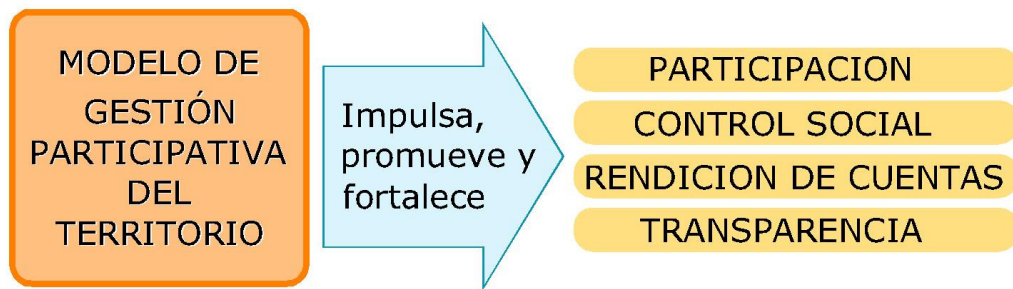 MODELO DE
GESTIÓN
PARTICIPATIVA
DEL
TERRITORIO
Impulsa,
promueve y
fortalece
PARTICIPACION
CONTROL SOCIAL
RENDICION DE CUENTAS
TRANSPARENCIA